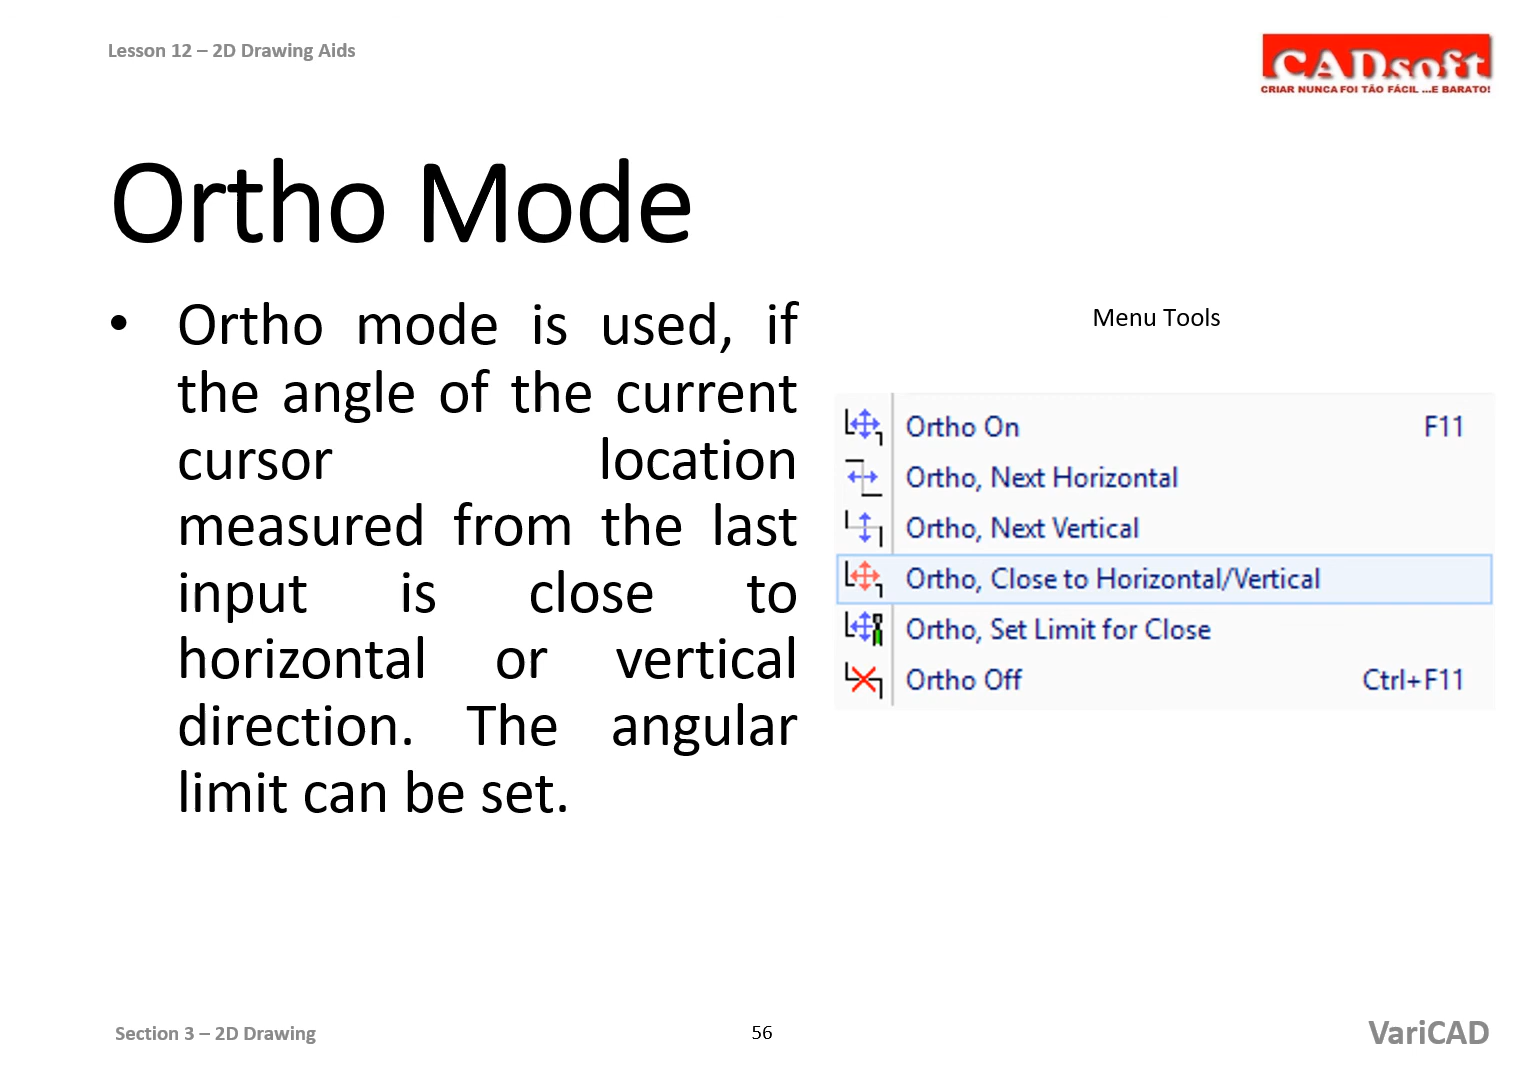 Lesson 12 – 2D Drawing Aids
CADsoft
CRIAR NUNCA FOI TÃO FÁCIL ...E BARATO!
Ortho Mode
• Ortho mode is used, if
the angle of the current
cursor location
measured from the last
input is close to
horizontal or vertical
direction. The angular
limit can be set.
Menu Tools
Ortho On F11
Ortho, Next Horizontal
Ortho, Next Vertical
Ortho, Close to Horizontal/Vertical
Ortho, Set Limit for Close
Ortho Off Ctrl+F11
Section 3 – 2D Drawing
56
VariCAD